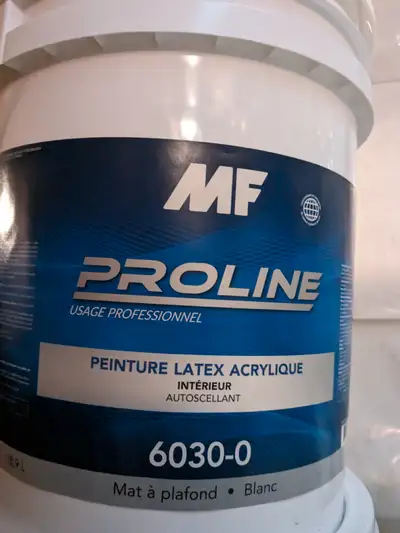 MF
PROLINE
USAGE PROFESSIONNEL
PEINTURE LATEX ACRYLIQUE
INTÉRIEUR
AUTOSCELLANT
6030-0
Mat à plafond • Blanc